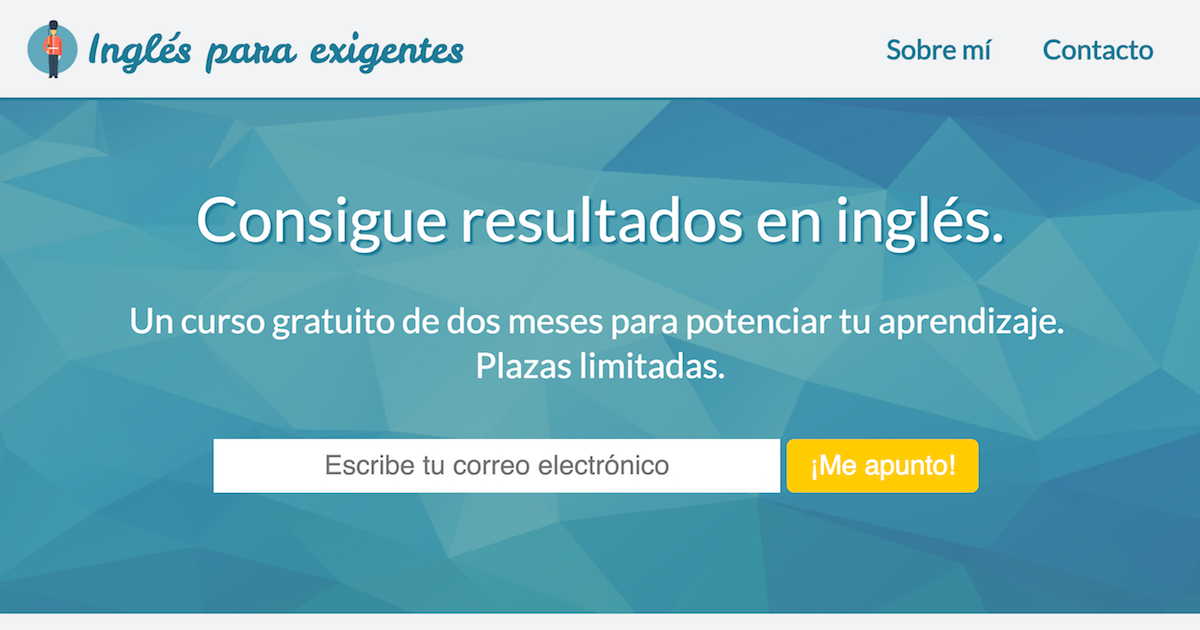 Inglés para exigentes
Sobre mí
Contacto
Consigue resultados en inglés.
Un curso gratuito de dos meses para potenciar tu aprendizaje.
Plazas limitadas.
Escribe tu correo electrónico
¡Me apunto!